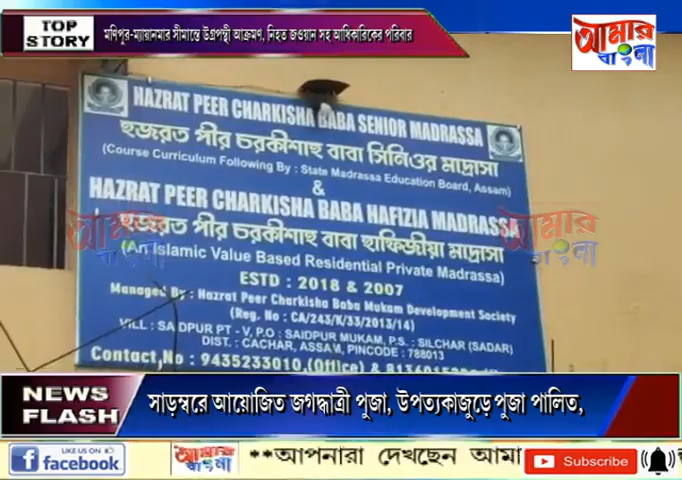 TOP STORY
মণিপুর-ম্যায়ানমার সীমান্তে উগ্রপন্থী আক্রমণ, নিহত জওয়ান সহ আধিকারিকের পরিবার
আমার বাংলা
HAZRAT PEER CHARKISHA BABA SENIOR MADRASSA
হজরত পীর চরকীশাহ বাবা সিনিওর মাদ্রাসা
(Course Curriculum Following By : State Madrassa Education Board, Assam)
&
HAZRAT PEER CHARKISHA BABA HAFIZIA MADRASSA
হজরত পীর চরকীশাহ বাবা হাফিজীয়া মাদ্রাসা
(An Islamic Value Based Residential Private Madrassa)
ESTD : 2018 & 2007
Managed By : Hazrat Peer Charkisha Baba Mukam Development Society
(Reg. No : CA/243/K/33/2013/14)
VILL : SAIDPUR PT - V, P.O : SAIDPUR MUKAM, P.S. : SILCHAR (SADAR)
DIST. : CACHAR, ASSAM, PINCODE : 788013
Contact, No : 9435233010,(Office) &
আমার বাংলা
আমার বাংলা
NEWS FLASH
সাড়ম্বরে আয়োজিত জগদ্ধাত্রী পুজা, উপত্যকাজুড়ে পুজা পালিত,
LIKE US ON
facebook
আমার বাংলা
**আপনারা দেখছেন আমা
Subscribe